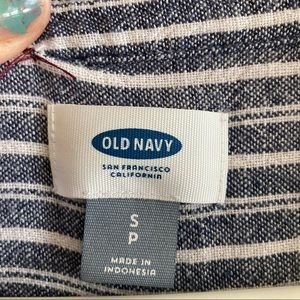 OLD NAVY
SAN FRANCISCO
CALIFORNIA
S
P
MADE IN
INDONESIA